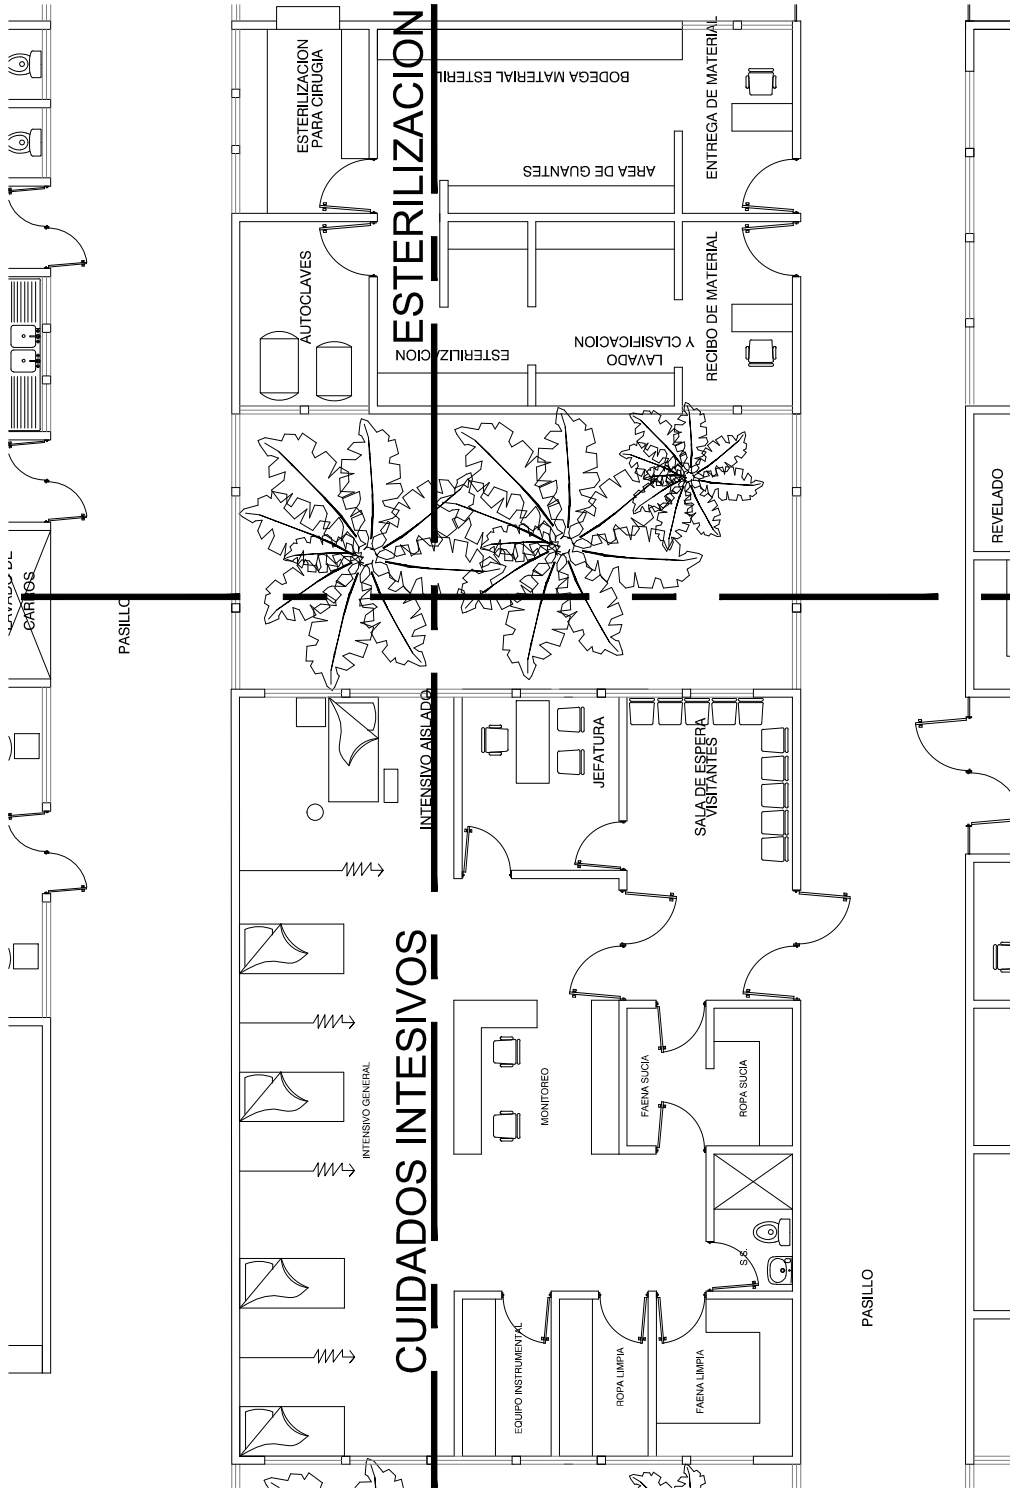 ESTERILIZACION
PARA CIRUGIA
ESTERILIZACION
BODEGA MATERIAL ESTERIL
ENTREGA DE MATERIAL
AREA DE GUANTES
AUTOCLAVES
ESTERILIZACION
LAVADO
Y CLASIFICACION
RECIBO DE MATERIAL
REVELADO
LAVADO DE
CARROS
PASILLO
INTENSIVO AISLADO
JEFATURA
SALA DE ESPERA
VISITANTES
CUIDADOS INTESIVOS
INTENSIVO GENERAL
MONITOREO
FAENA SUCIA
ROPA SUCIA
S.S.
PASILLO
EQUIPO INSTRUMENTAL
ROPA LIMPIA
FAENA LIMPIA